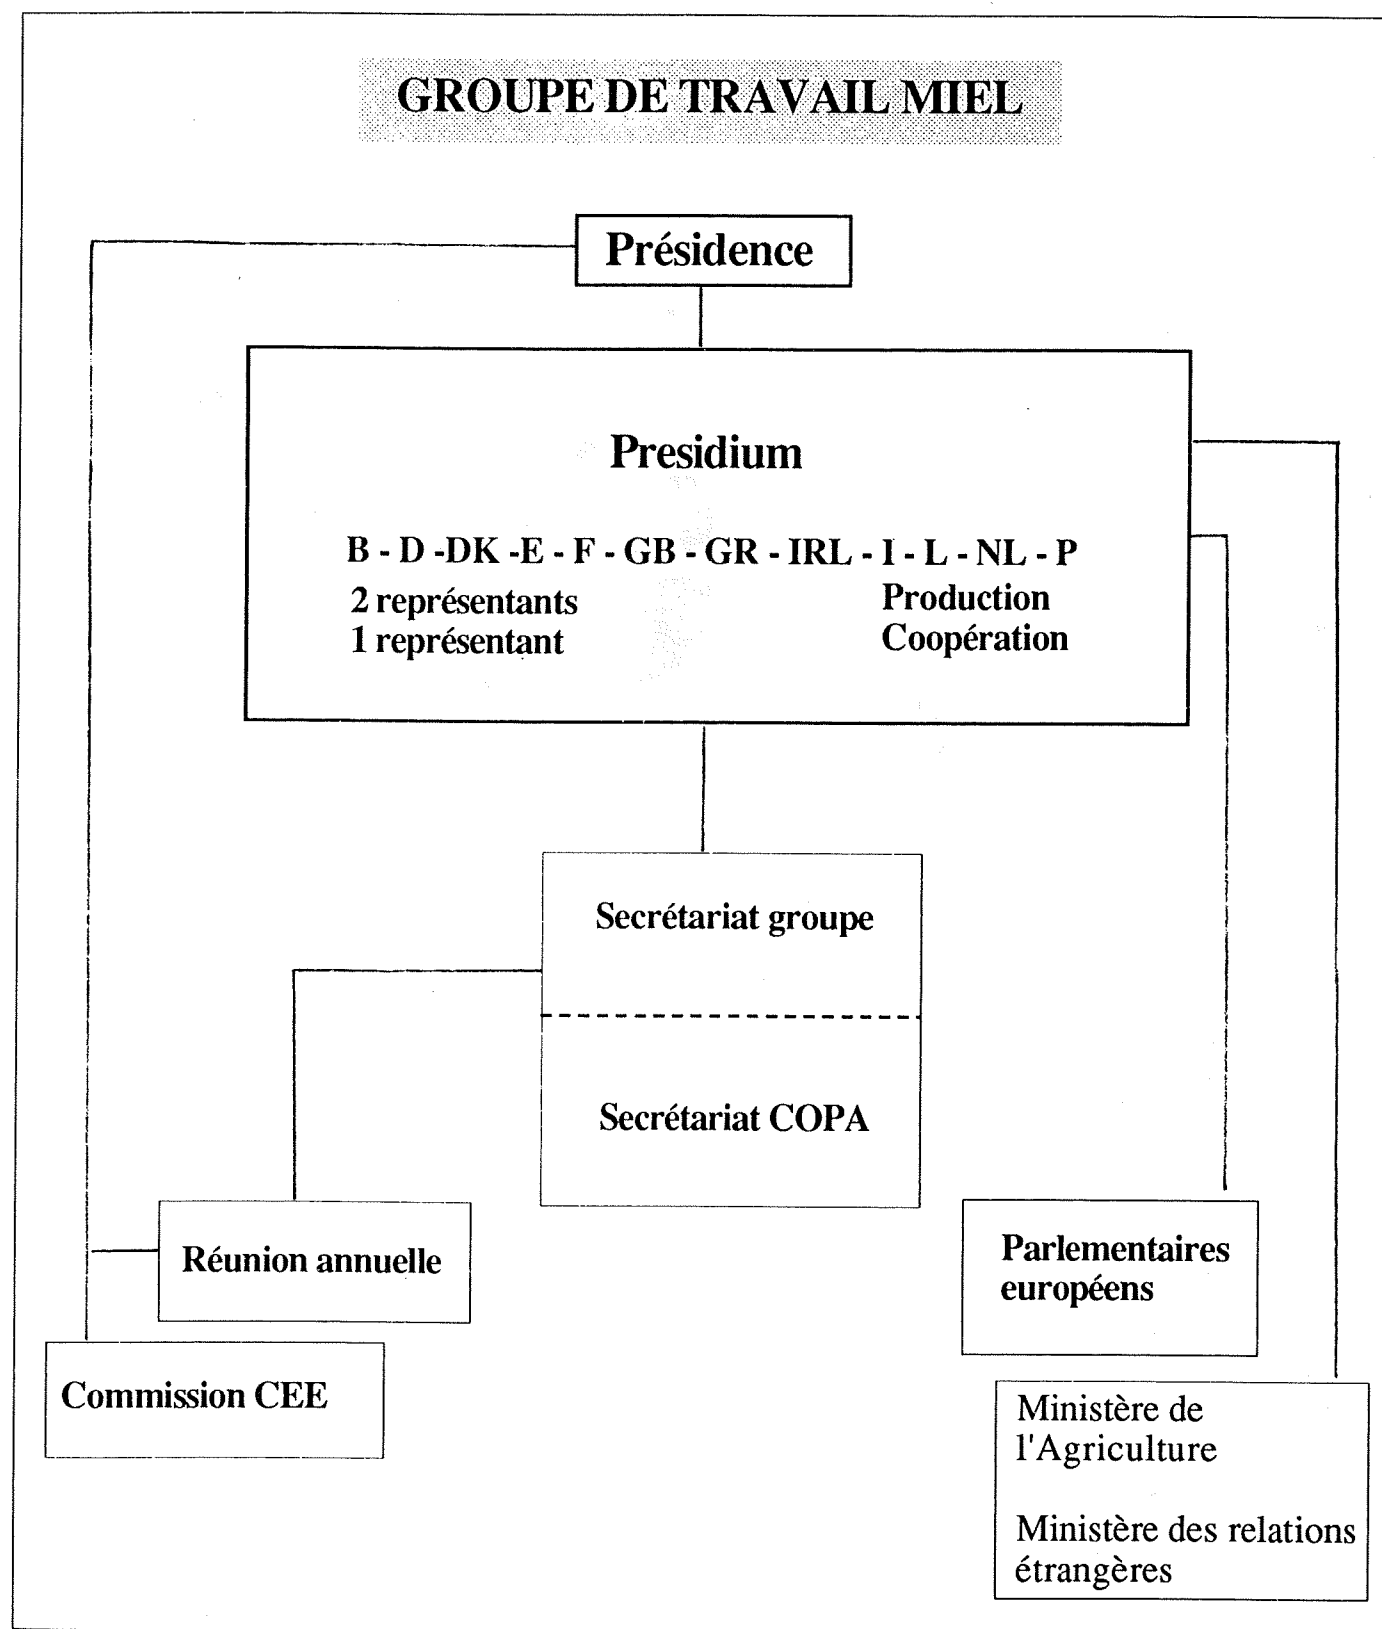 GROUPE DE TRAVAIL MIEL
Présidence
Presidium
B - D -DK -E - F - GB - GR - IRL - I - L - NL - P
2 représentants Production
1 représentant Coopération
Secrétariat groupe
Secrétariat COPA
Réunion annuelle
Parlementaires
européens
Commission CEE
Ministère de
l'Agriculture
Ministère des relations
étrangères